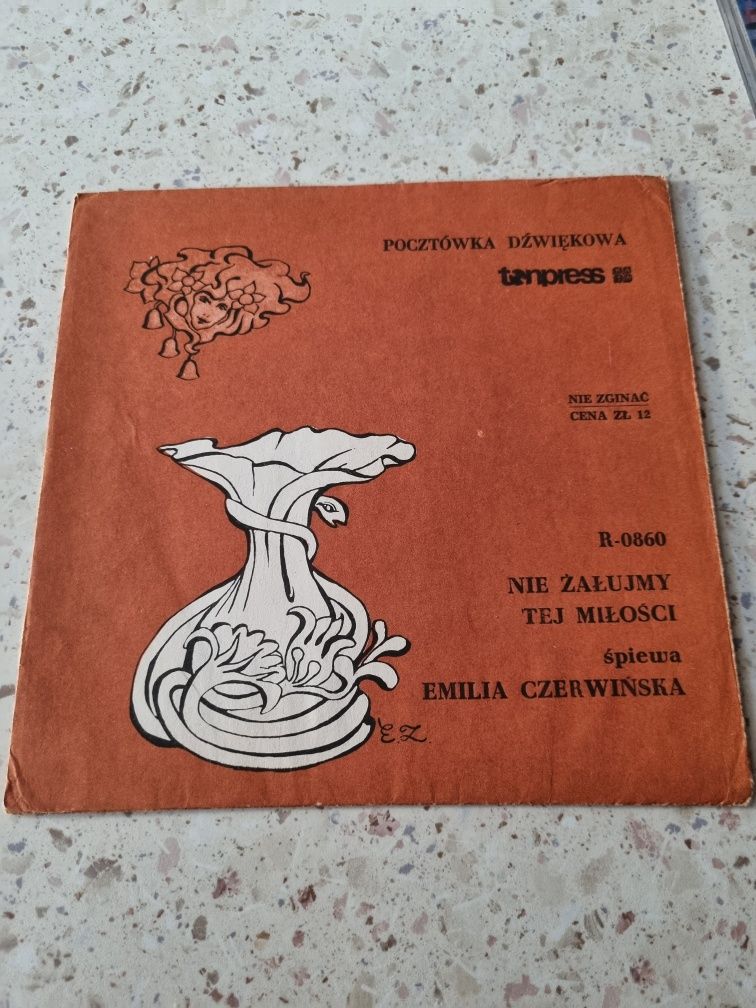 POCZTÓWKA DŹWIĘKOWA
tonpress
NIE ZGINAĆ
CENA ZŁ 12
R-0860
NIE ŻAŁUJMY
TEJ MIŁOŚCI
śpiewa
EMILIA CZERWIŃSKA
E.Z.